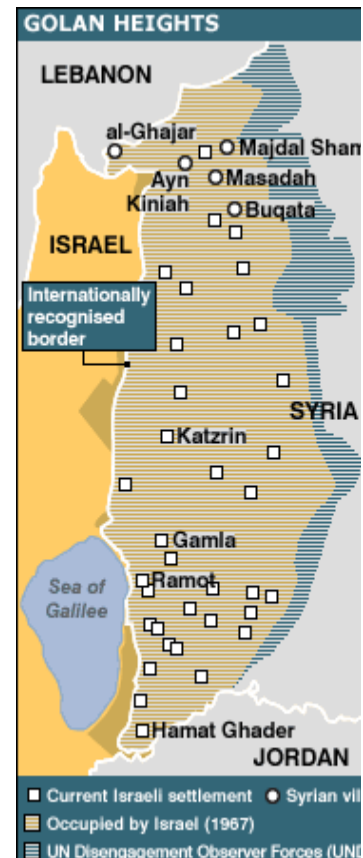 GOLAN HEIGHTS
LEBANON
al-Ghajar
Majdal Sham
Ayn
Kiniah
Masadah
Buqata
ISRAEL
Internationally
recognised
border
SYRIA
Katzrin
Gamla
Sea of
Galilee
Ramot
Hamat Ghader
JORDAN
Current Israeli settlement Syrian vil
Occupied by Israel (1967)
UN Disengagement Observer Forces (UND